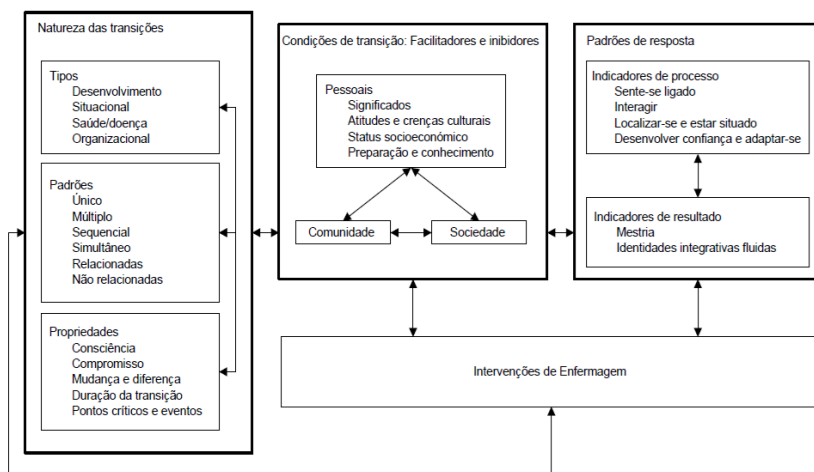 Natureza das transições
Tipos
Desenvolvimento
Situacional
Saúde/doença
Organizacional
Padrões
Único
Múltiplo
Sequencial
Simultâneo
Relacionadas
Não relacionadas
Propriedades
Consciência
Compromisso
Mudança e diferença
Duração da transição
Pontos críticos e eventos
Condições de transição: Facilitadores e inibidores
Pessoais
Significados
Atitudes e crenças culturais
Status socioeconómico
Preparação e conhecimento
Comunidade
Sociedade
Padrões de resposta
Indicadores de processo
Sente-se ligado
Interagir
Localizar-se e estar situado
Desenvolver confiança e adaptar-se
Indicadores de resultado
Mestria
Identidades integrativas fluidas
Intervenções de Enfermagem